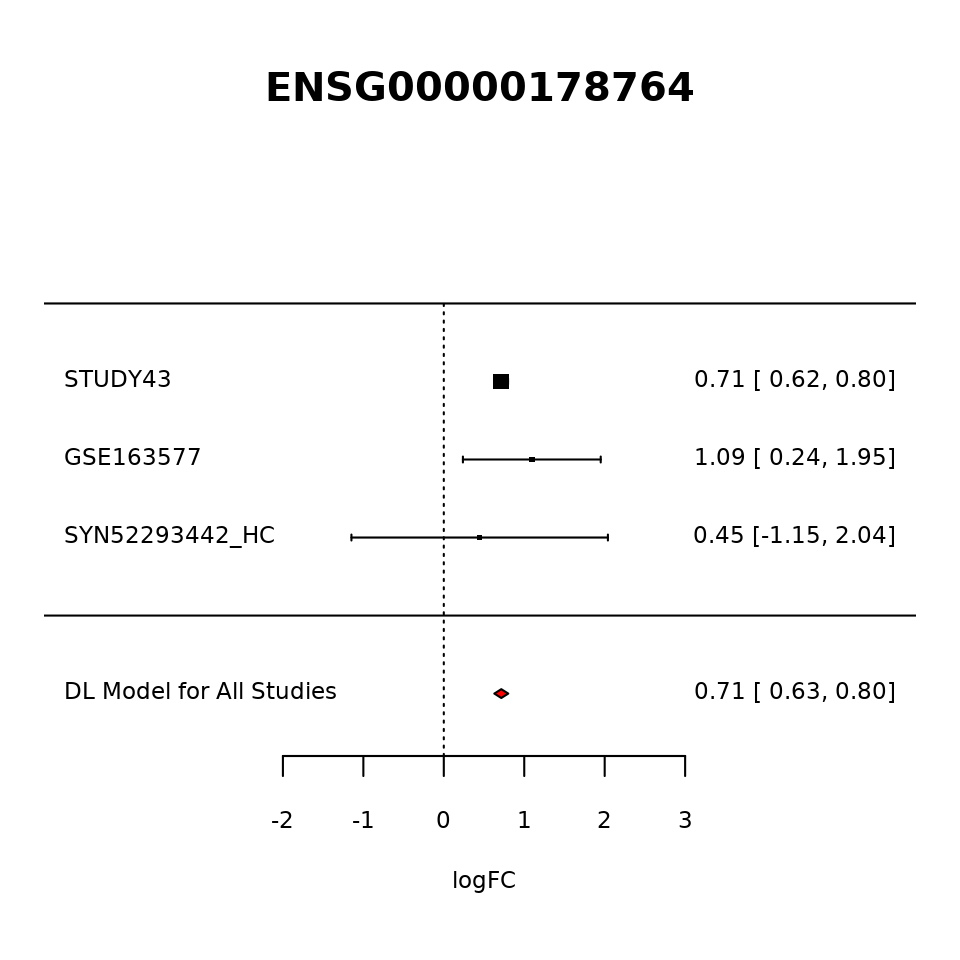 ENSG00000178764
STUDY43 0.71 [ 0.62, 0.80]
GSE163577 1.09 [ 0.24, 1.95]
SYN52293442_HC 0.45 [-1.15, 2.04]
DL Model for All Studies 0.71 [ 0.63, 0.80]
-2 -1 0 1 2 3
logFC